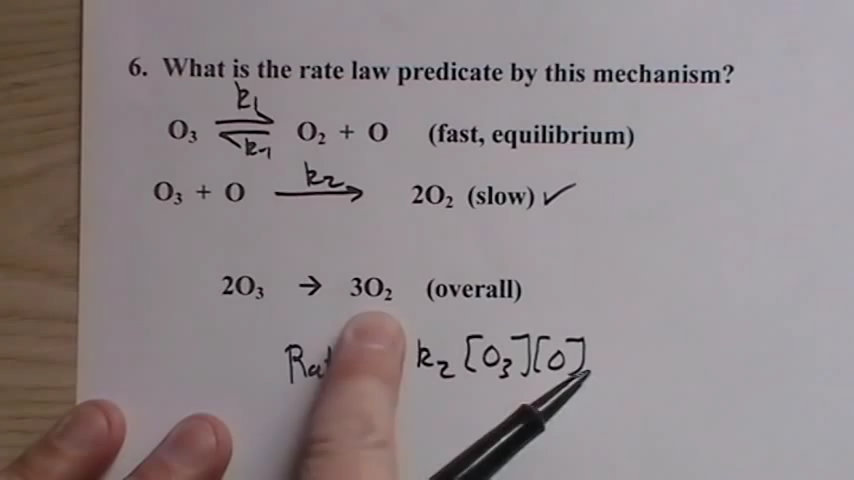 6. What is the rate law predicate by this mechanism?
k₁
O₃ ⇌ O₂ + O (fast, equilibrium)
k₋₁
k₂
O₃ + O ⟶ 2O₂ (slow) ✓
2O₃ → 3O₂ (overall)
k₂ [O₃][O]